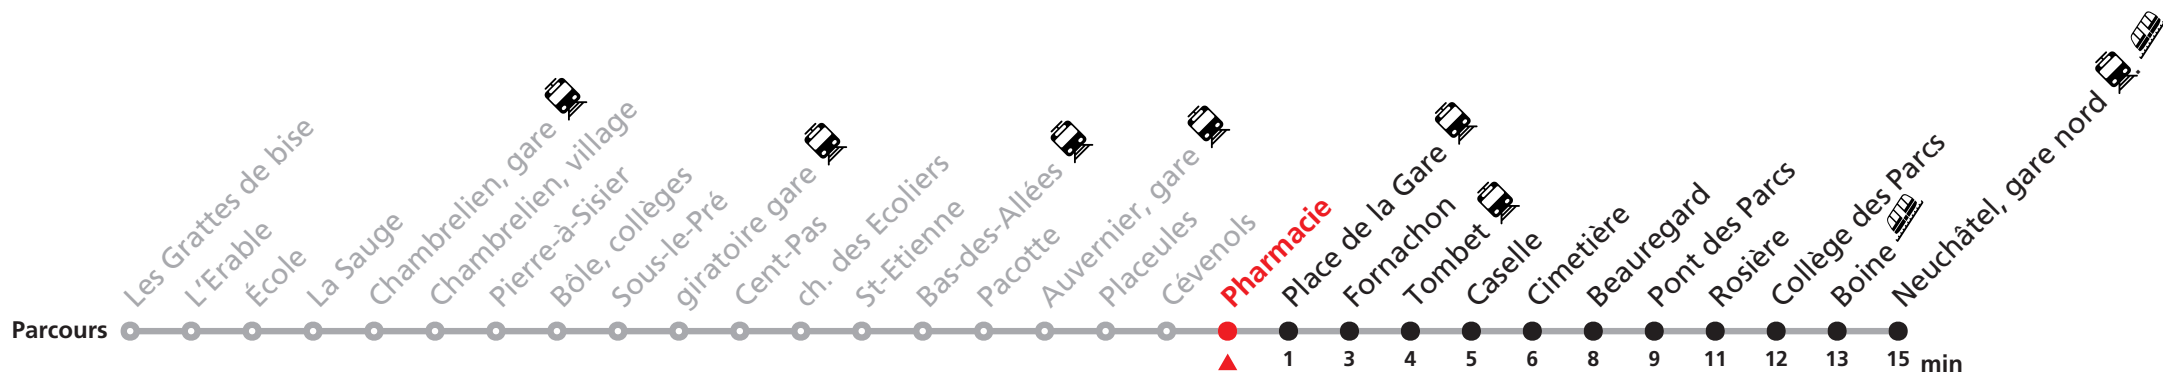 Les Grattes de bise
L'Erable
École
La Sauge
Chambrelien, gare
Chambrelien, village
Pierre-à-Sisier
Bôle, collèges
Sous-le-Pré
giratoire gare
Cent-Pas
ch. des Ecoliers
St-Etienne
Bas-des-Allées
Pacotte
Auvernier, gare
Placeules
Cévenols
Pharmacie
Place de la Gare
Fornachon
Tombet
Caselle
Cimetière
Beauregard
Pont des Parcs
Rosière
Collège des Parcs
Boine
Neuchâtel, gare nord
Parcours
1 3 4 5 6 8 9 11 12 13 15 min